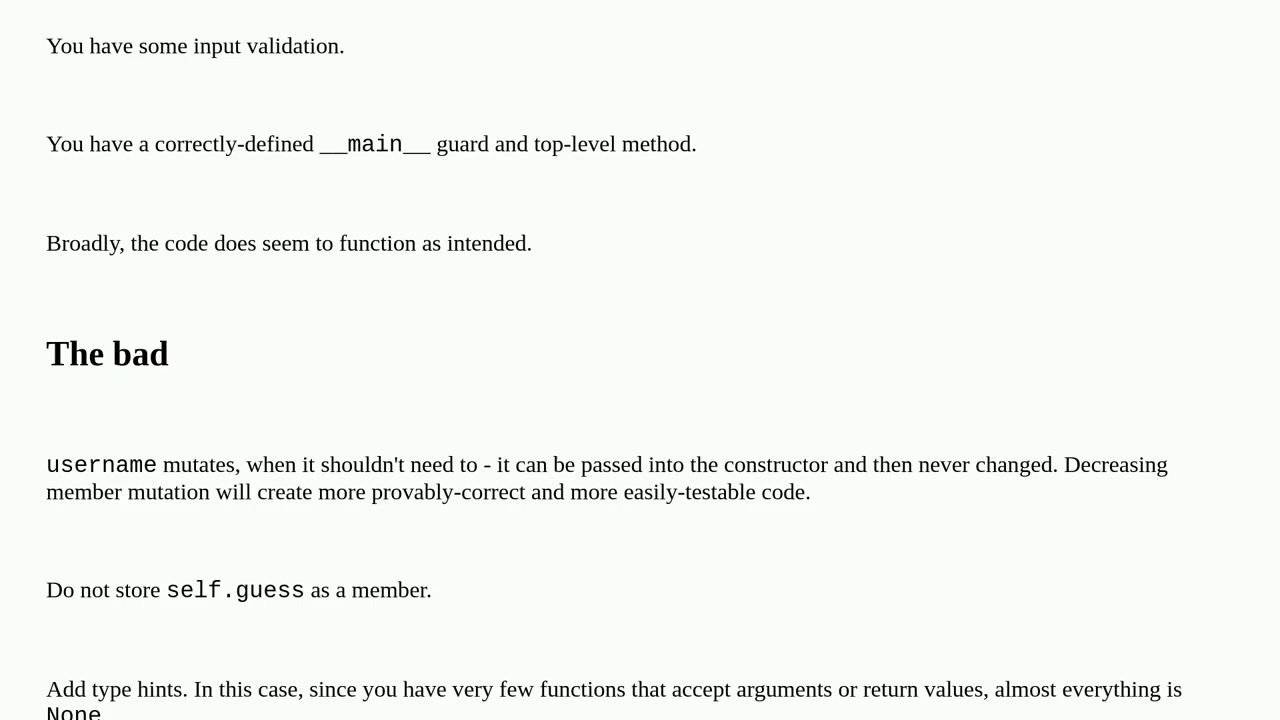 You have some input validation.
You have a correctly-defined __main__ guard and top-level method.
Broadly, the code does seem to function as intended.
The bad
username mutates, when it shouldn't need to - it can be passed into the constructor and then never changed. Decreasing
member mutation will create more provably-correct and more easily-testable code.
Do not store self.guess as a member.
Add type hints. In this case, since you have very few functions that accept arguments or return values, almost everything is
None